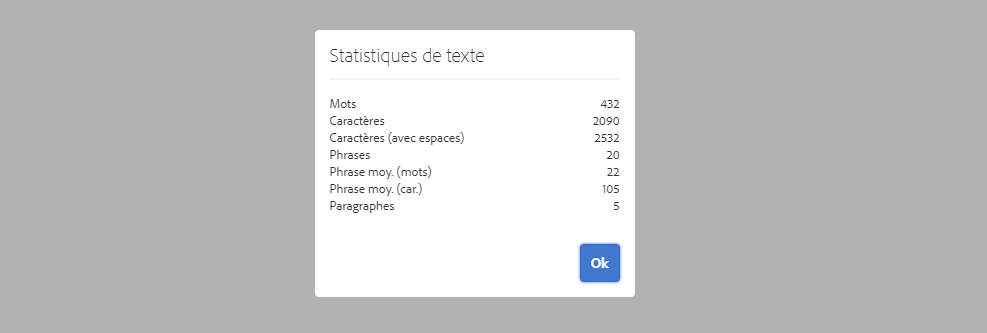 Statistiques de texte
Mots 432
Caractères 2090
Caractères (avec espaces) 2532
Phrases 20
Phrase moy. (mots) 22
Phrase moy. (car.) 105
Paragraphes 5
Ok